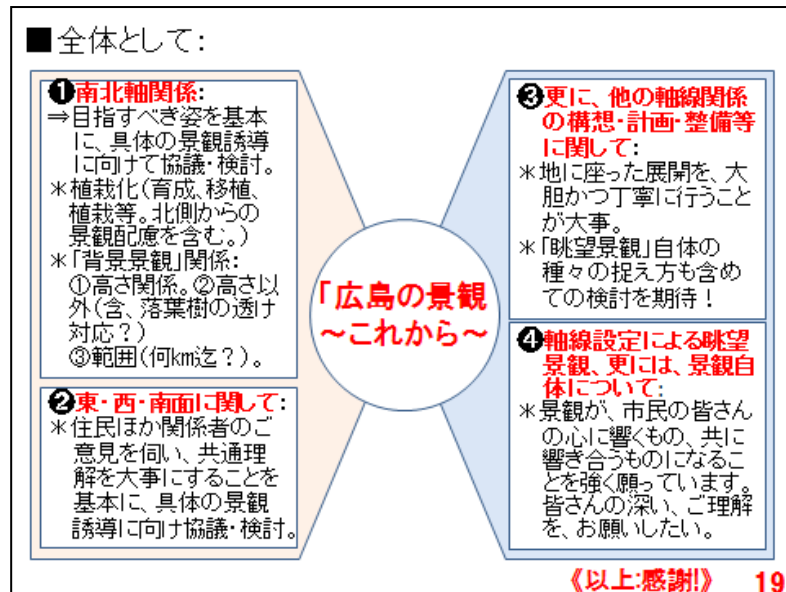 ■全体として：
❶南北軸関係：
⇒目指すべき姿を基本
に、具体の景観誘導
に向けて協議・検討。
＊植栽化(育成、移植、
植栽等。北側からの
景観配慮を含む。)
＊「背景景観」関係：
①高さ関係。②高さ以
外(含、落葉樹の透け
対応？)
③範囲(何km迄？)。
❷東・西・南面に関して：
＊住民ほか関係者のご
意見を伺い、共通理
解を大事にすることを
基本に、具体の景観
誘導に向け協議・検討。
「広島の景観
～これから～
❸更に、他の軸線関係
の構想・計画・整備等
に関して：
＊地に座った展開を、大
胆かつ丁寧に行うこと
が大事。
＊「眺望景観」自体の
種々の捉え方も含め
ての検討を期待！
❹軸線設定による眺望
景観、更には、景観自
体について：
＊景観が、市民の皆さん
の心に響くもの、共に
響き合うものになるこ
とを強く願っています。
皆さんの深い、ご理解
を、お願いしたい。
《以上：感謝!》 19